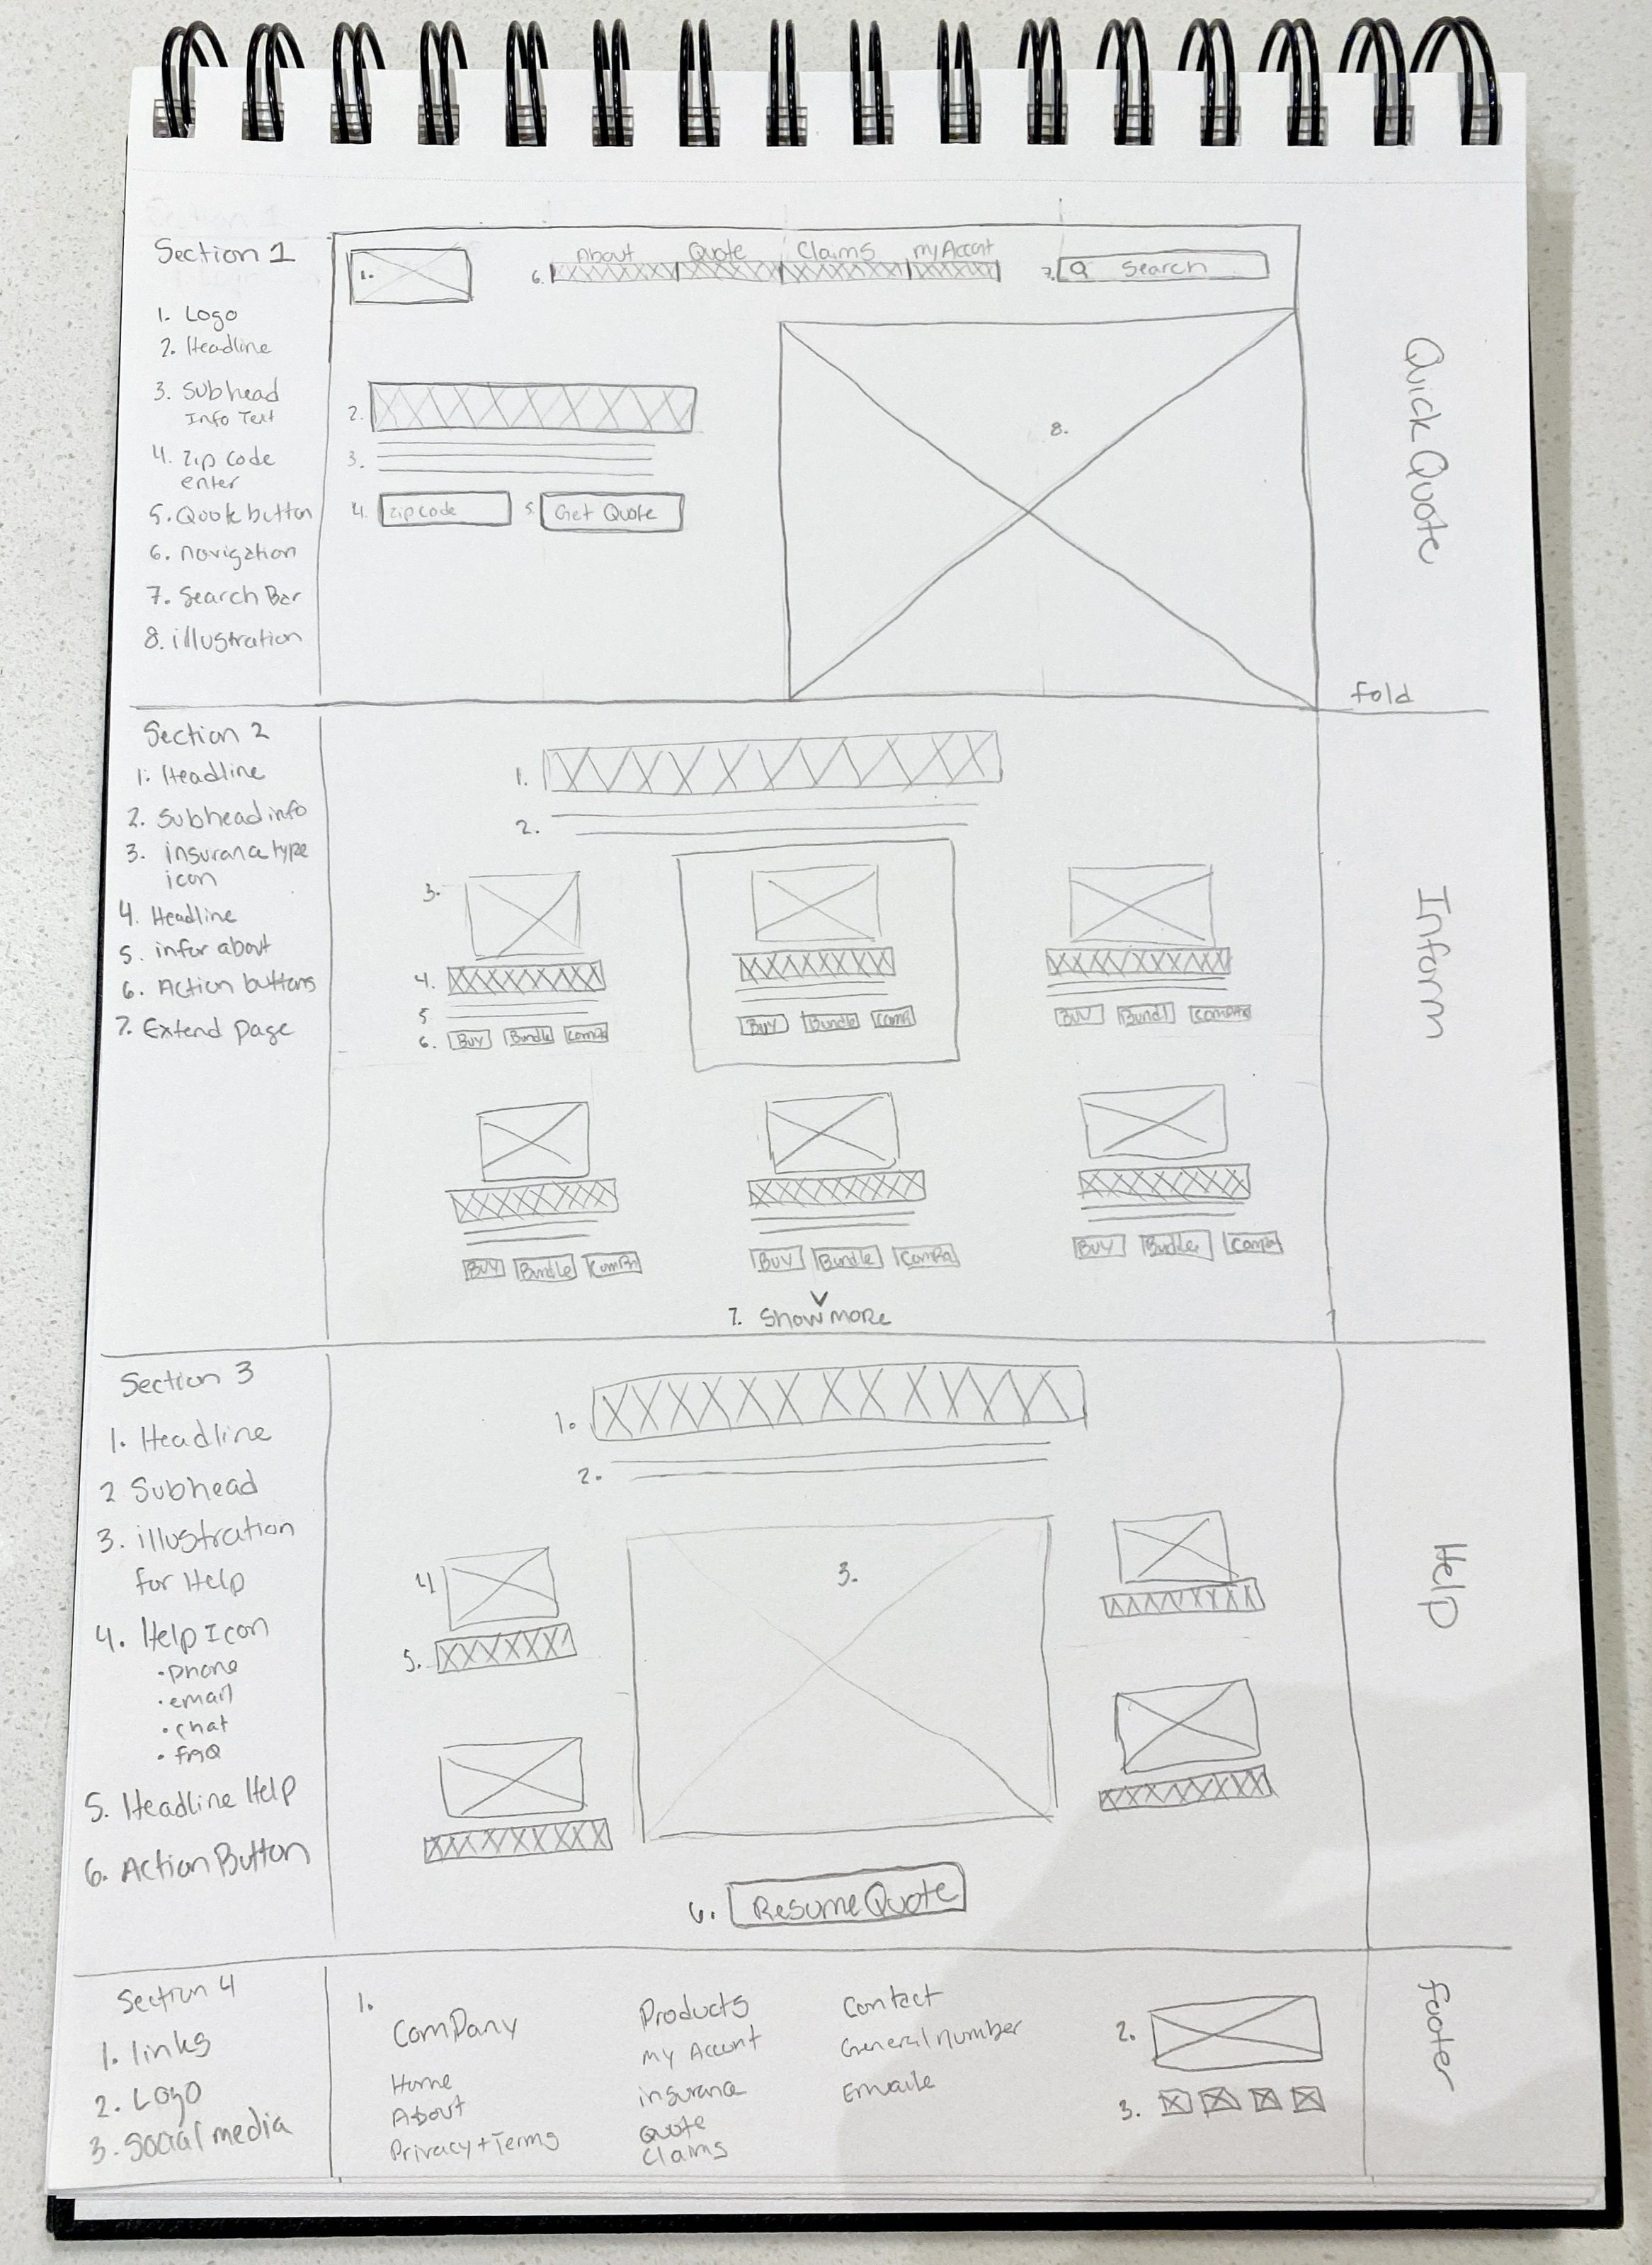 Section 1
1. Logo
2. Headline
3. Subhead
Info Text
4. Zip Code
enter
5. Quote button
6. navigation
7. Search Bar
8. illustration
1.
About Quote Claims my Accont
6.
7. Search
2.
3.
4. zipcode 5. Get Quote
8.
Quick Quote
fold
Section 2
1. Headline
2. Subhead info
3. insurance type
icon
4. Headline
5. infor about
6. Action buttons
7. Extend page
1.
2.
3.
4.
5
6. Buy Bundle Compa
Buy Bundle Compa
Buy Bundl Compar
Buy Bundle Compa
Buy Bundle Compa
Buy Bundle Compa
7. Show more
Inform
Section 3
1. Headline
2 Subhead
3. illustration
for Help
4. Help Icon
• phone
• email
• chat
• FAQ
5. Headline Help
6. Action Button
1.
2.
3.
4
5.
6. Resume Quote
Help
Section 4
1. links
2. Logo
3. Social media
1.
Company
Home
About
Privacy + Terms
Products
my Accont
insurance
Quote
Claims
Contact
General number
Emaile
2.
3.
footer